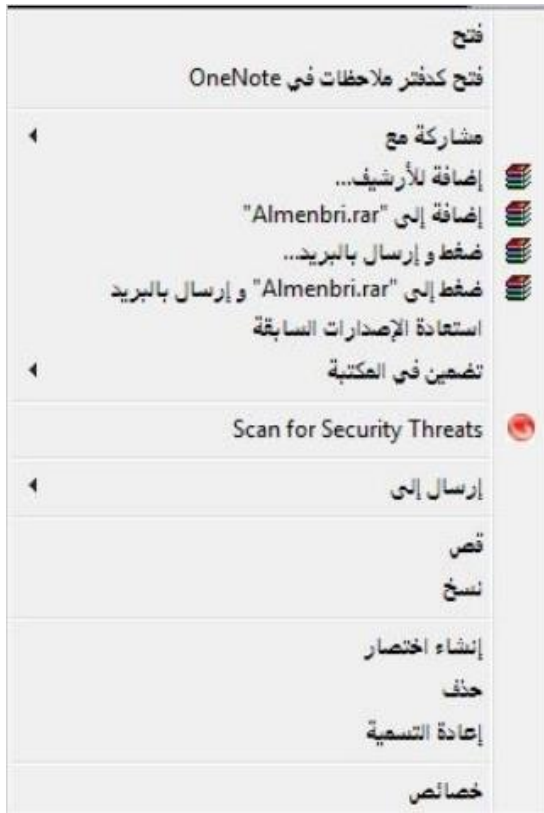 فتح
فتح كدفتر ملاحظات في OneNote
مشاركة مع
إضافة للأرشيف...
إضافة إلى "Almenbri.rar"
ضغط و إرسال بالبريد...
ضغط إلى "Almenbri.rar" و إرسال بالبريد
استعادة الإصدارات السابقة
تضمين في المكتبة
Scan for Security Threats
إرسال إلى
قص
نسخ
إنشاء اختصار
حذف
إعادة التسمية
خصائص